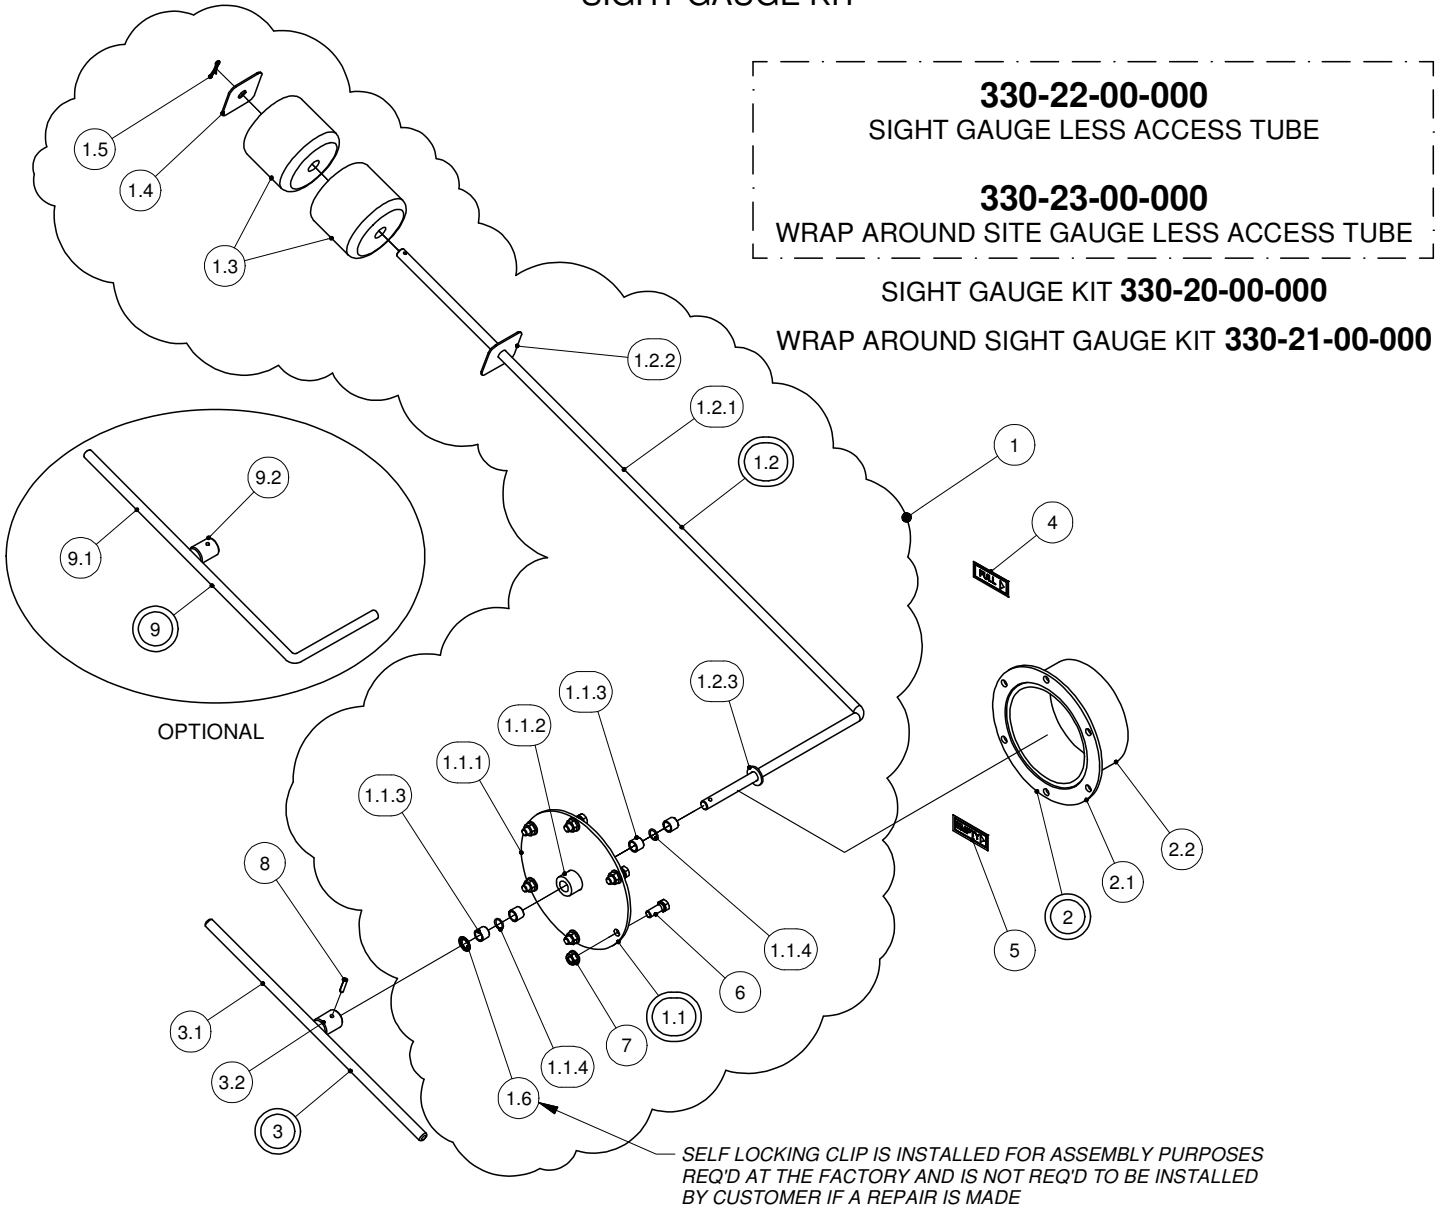 SIGHT GAUGE KIT
330-22-00-000
SIGHT GAUGE LESS ACCESS TUBE
330-23-00-000
WRAP AROUND SITE GAUGE LESS ACCESS TUBE
SIGHT GAUGE KIT 330-20-00-000
WRAP AROUND SIGHT GAUGE KIT 330-21-00-000
1.5
1.4
1.3
1.2.2
1.2.1
1.2
1
4
FULL
9.2
9.1
9
OPTIONAL
1.2.3
1.1.3
1.1.2
1.1.1
1.1.3
8
EMPTY
2.2
2.1
2
5
1.1.4
6
1.1
7
1.1.4
1.6
3.1
3.2
3
SELF LOCKING CLIP IS INSTALLED FOR ASSEMBLY PURPOSES
REQ'D AT THE FACTORY AND IS NOT REQ'D TO BE INSTALLED
BY CUSTOMER IF A REPAIR IS MADE